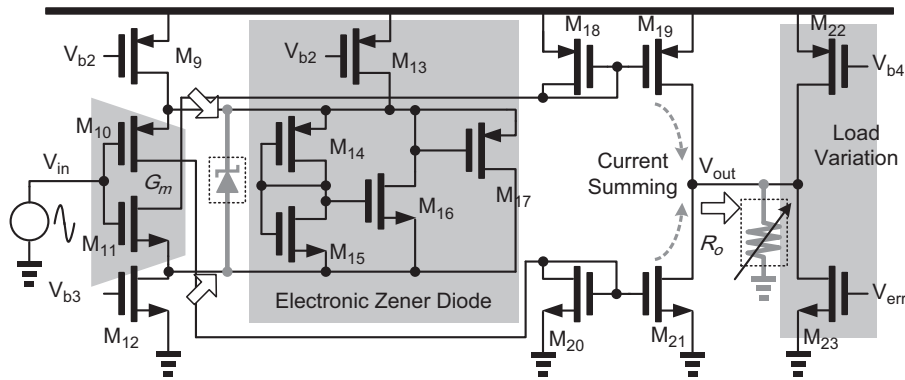 M18
M19
M22
Vb2
M9
Vb2
M13
Vb4
M10
M14
Load
Variation
Vin
Gm
Current
Summing
Vout
M17
M16
M11
M15
Ro
Vb3
Electronic Zener Diode
Verr
M12
M20
M21
M23